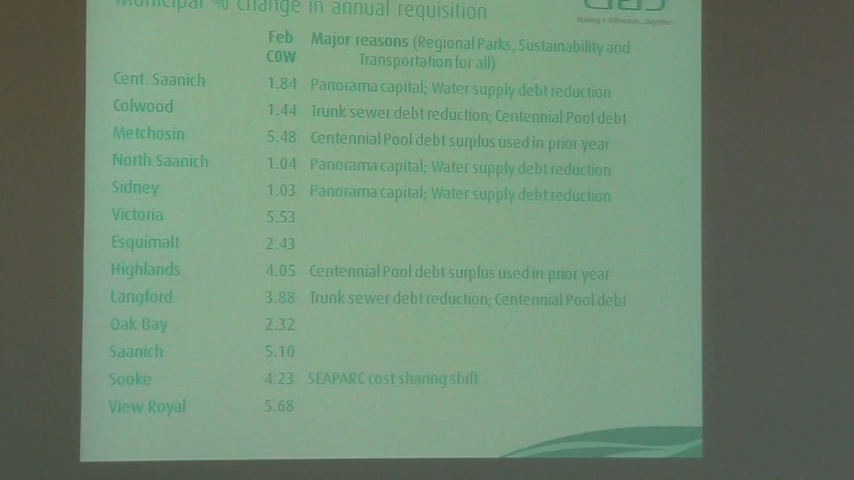 Municipal % change in annual requisition
Making a difference...together
Feb COW Major reasons (Regional Parks, Sustainability and Transportation for all)
Cent. Saanich 1.84 Panorama capital; Water supply debt reduction
Colwood 1.44 Trunk sewer debt reduction; Centennial Pool debt
Metchosin 5.48 Centennial Pool debt surplus used in prior year
North Saanich 1.04 Panorama capital; Water supply debt reduction
Sidney 1.03 Panorama capital; Water supply debt reduction
Victoria 5.53
Esquimalt 2.43
Highlands 4.05 Centennial Pool debt surplus used in prior year
Langford 3.88 Trunk sewer debt reduction; Centennial Pool debt
Oak Bay 2.32
Saanich 5.10
Sooke 4.23 SEAPARC cost sharing shift
View Royal 5.68